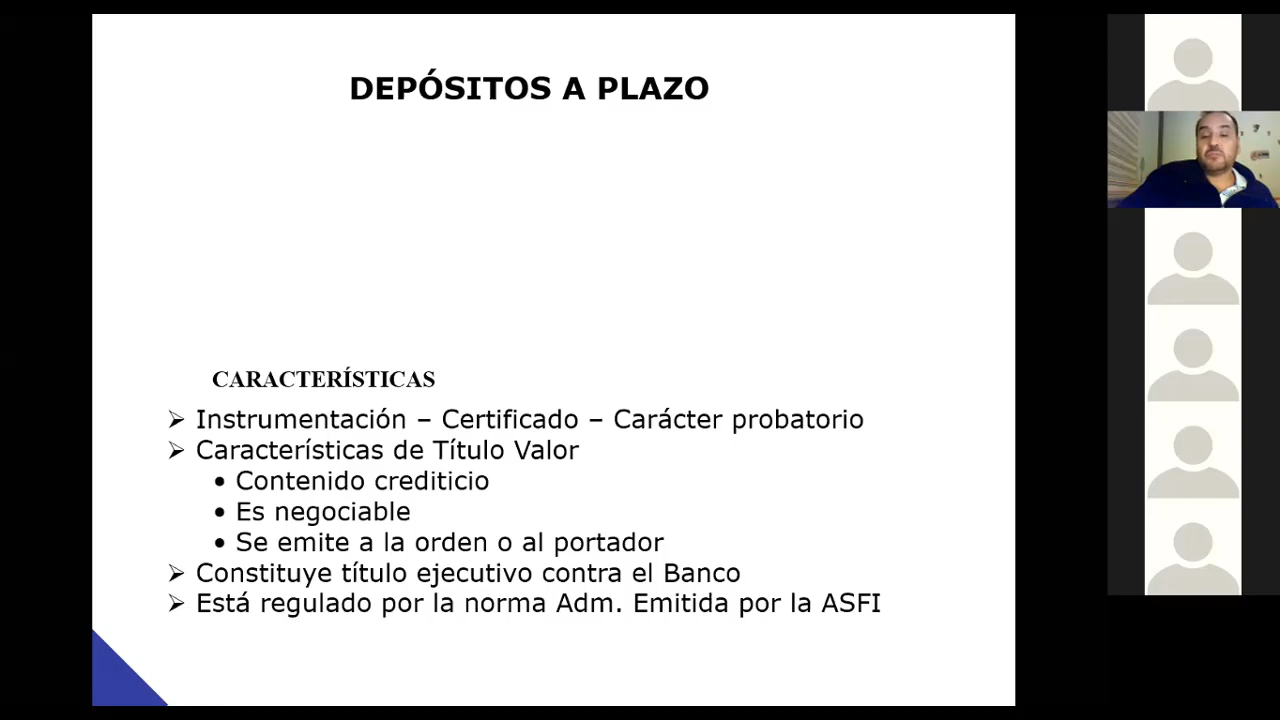 DEPÓSITOS A PLAZO
CARACTERÍSTICAS
➢ Instrumentación – Certificado – Carácter probatorio
➢ Características de Título Valor
• Contenido crediticio
• Es negociable
• Se emite a la orden o al portador
➢ Constituye título ejecutivo contra el Banco
➢ Está regulado por la norma Adm. Emitida por la ASFI